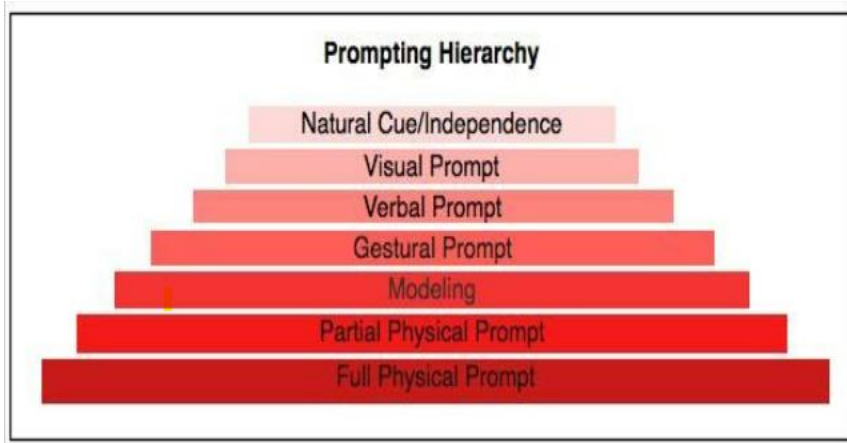 Prompting Hierarchy
Natural Cue/Independence
Visual Prompt
Verbal Prompt
Gestural Prompt
Modeling
Partial Physical Prompt
Full Physical Prompt